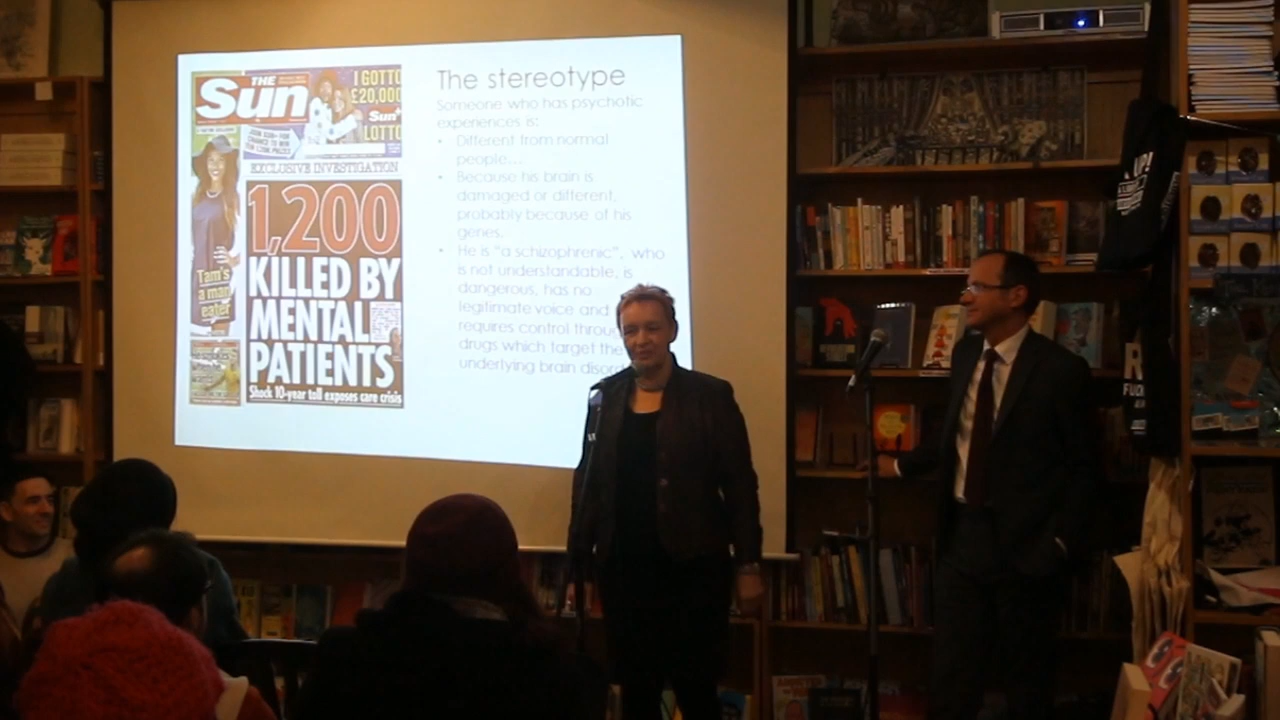 THE
Sun
I GOTTO
£20,000
Sun
LOTTO
EXCLUSIVE INVESTIGATION
1,200
KILLED BY
MENTAL
PATIENTS
Shock 10-year toll exposes care crisis
Tam's
a man
eater
The stereotype
Someone who has psychotic
experiences is:
• Different from normal
people...
• Because his brain is
damaged or different,
probably because of his
genes.
• He is "a schizophrenic", who
is not understandable, is
dangerous, has no
legitimate voice and
requires control throu
drugs which target the
underlying brain disord
UP!